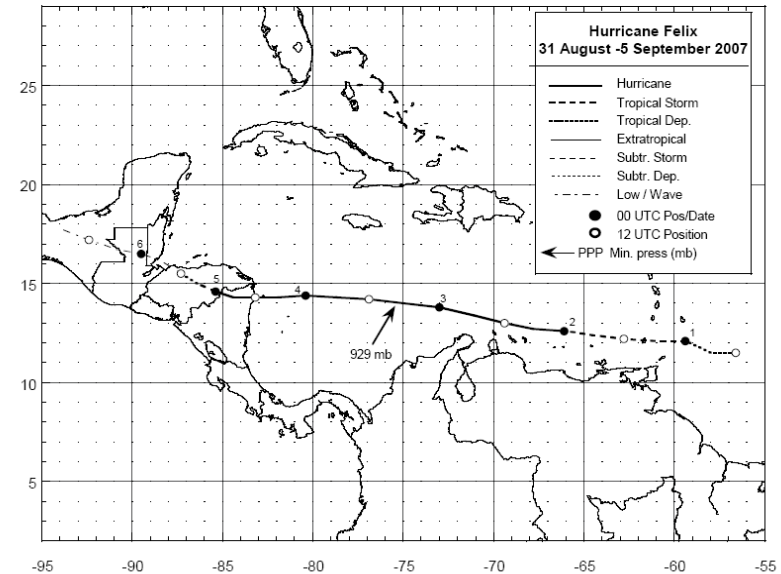 Hurricane Felix
31 August -5 September 2007
Hurricane
Tropical Storm
Tropical Dep.
Extratropical
Subtr. Storm
Subtr. Dep.
Low / Wave
00 UTC Pos/Date
12 UTC Position
PPP Min. press (mb)
25
20
15
10
5
6
5
4
3
2
1
929 mb
-95 -90 -85 -80 -75 -70 -65 -60 -55